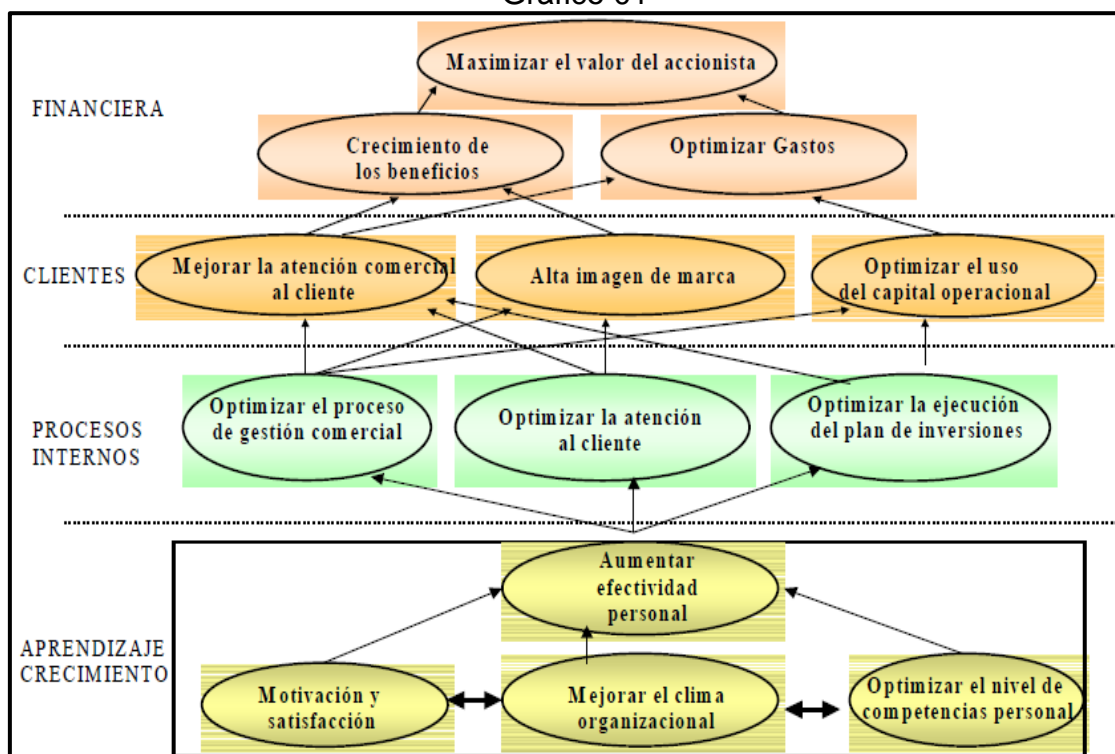 Maximizar el valor del accionista
FINANCIERA
Crecimiento de
los beneficios
Optimizar Gastos
CLIENTES
Mejorar la atención comercial
al cliente
Alta imagen de marca
Optimizar el uso
del capital operacional
PROCESOS
INTERNOS
Optimizar el proceso
de gestión comercial
Optimizar la atención
al cliente
Optimizar la ejecución
del plan de inversiones
APRENDIZAJE
CRECIMIENTO
Aumentar
efectividad
personal
Motivación y
satisfacción
Mejorar el clima
organizacional
Optimizar el nivel de
competencias personal